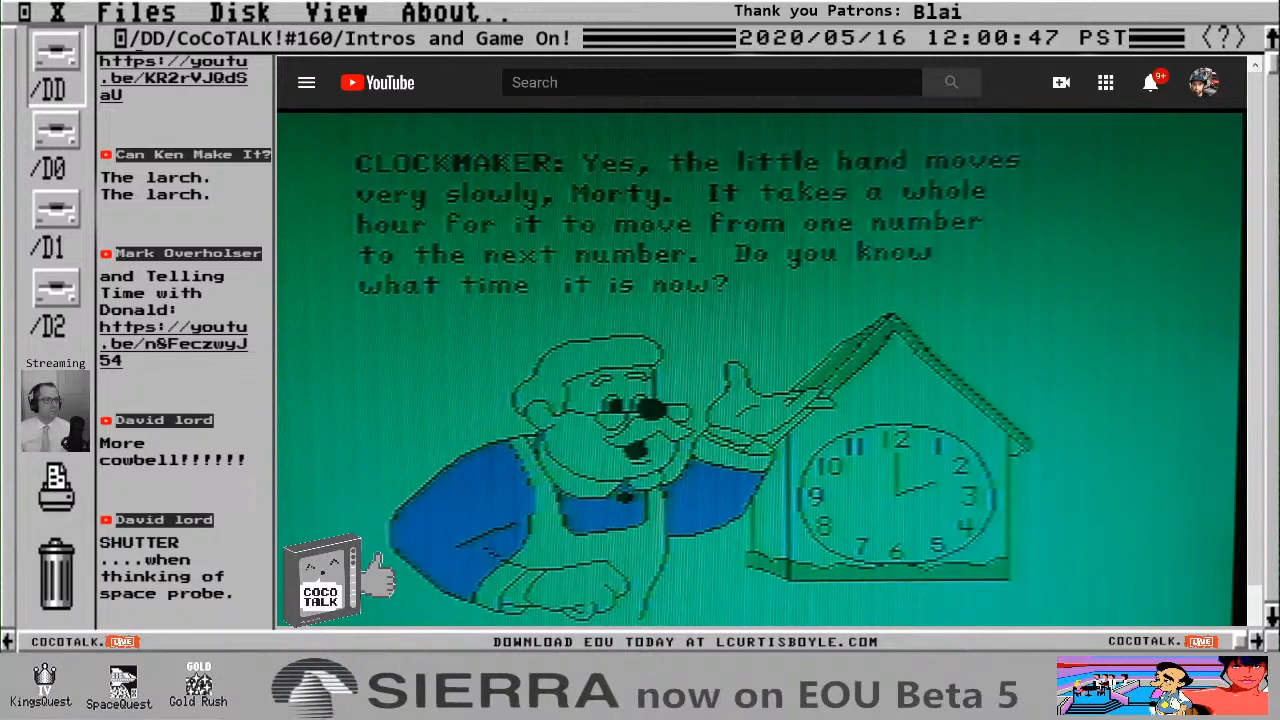 Files Disk View About..
Thank you Patrons: Blai
/DD/CoCoTALK!#160/Intros and Game On!
2020/05/16 12:00:47 PST
<?>
/DD
/D0
/D1
/D2
Streaming
https://youtu
.be/KR2rVJQdS
aU
Can Ken Make It?
The larch.
The larch.
Mark Overholser
and Telling
Time with
Donald:
https://youtu
.be/n8FeczwyJ
54
David lord
More
cowbell!!!!!!
David lord
SHUTTER
....when
thinking of
space probe.
YouTube
Search
9+
CLOCKMAKER: Yes, the little hand moves
very slowly, Morty. It takes a whole
hour for it to move from one number
to the next number. Do you know
what time it is now?
12
11
1
10
2
9
3
8
4
7
6
5
COCO
TALK
COCOTALK.LIVE
DOWNLOAD EOU TODAY AT LCURTISBOYLE.COM
COCOTALK.LIVE
IV
KingsQuest
SpaceQuest
GOLD
Gold Rush
SIERRA now on EOU Beta 5